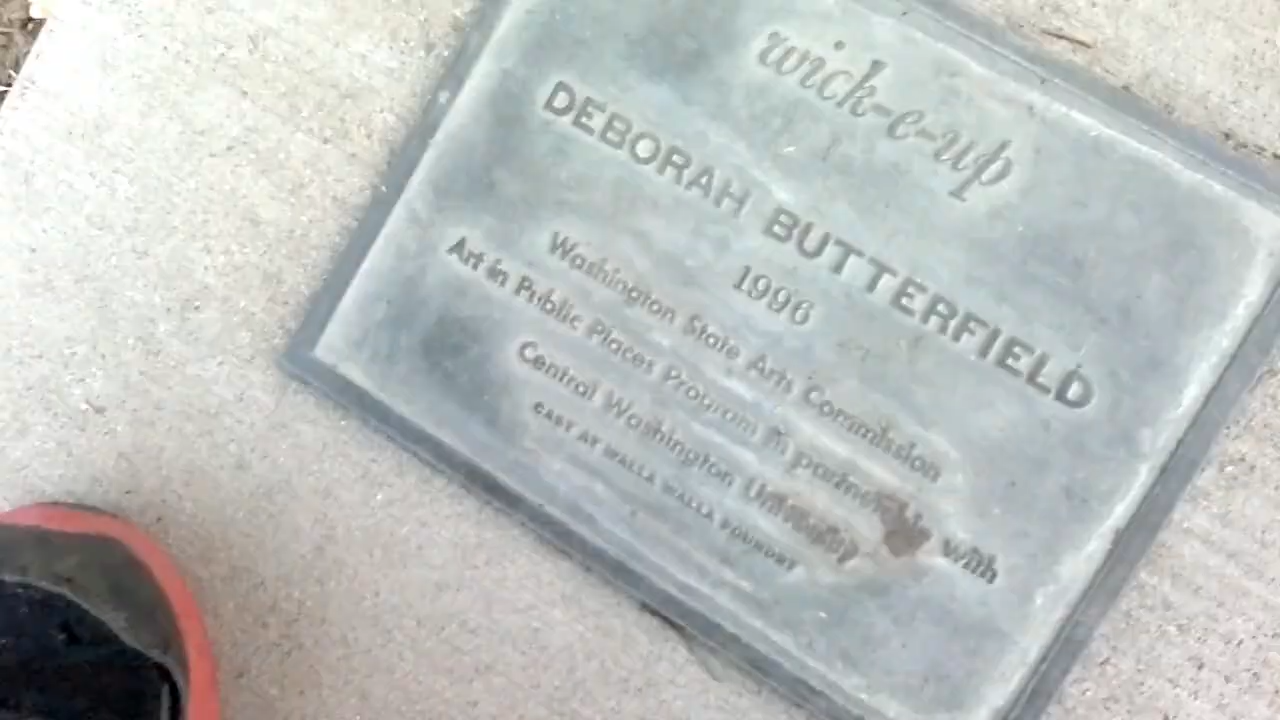 wick-e-up
DEBORAH BUTTERFIELD
1996
Washington State Arts Commission
Art in Public Places Program in partnership with
Central Washington University
CAST AT WALLA WALLA FOUNDRY